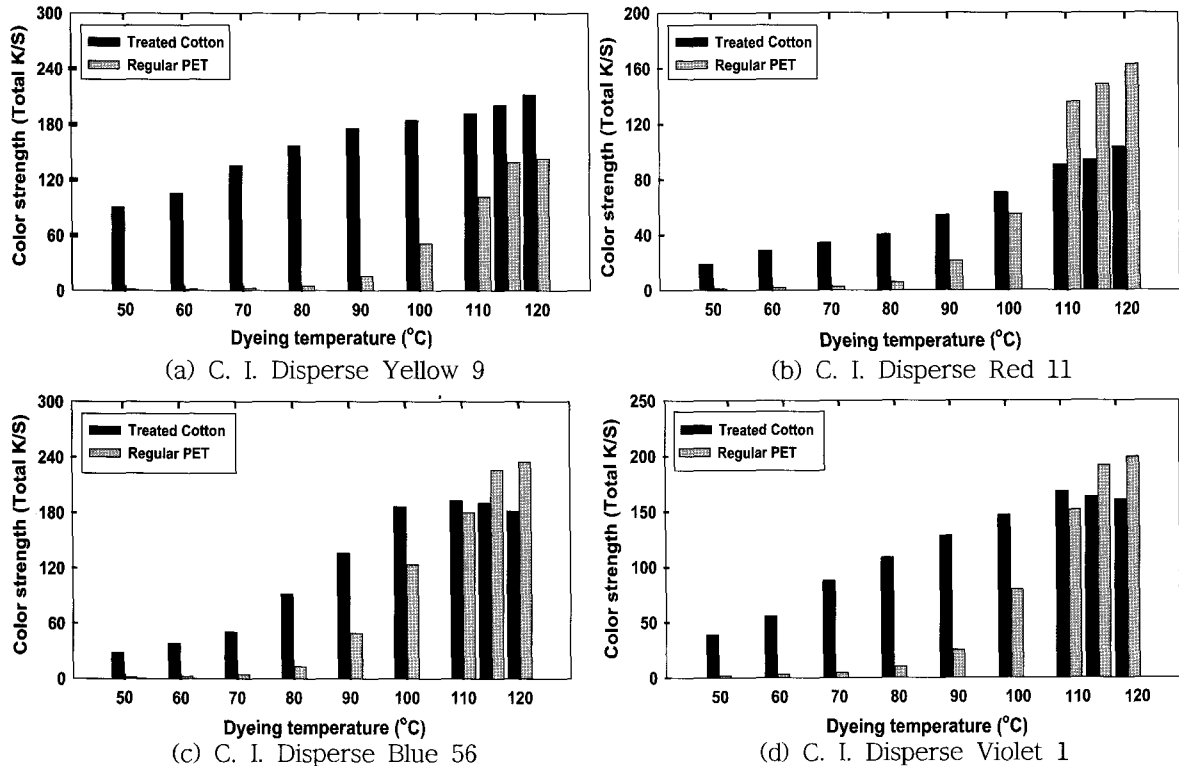 300
240
180
120
60
0
Color strength (Total K/S)
Treated Cotton
Regular PET
50 60 70 80 90 100 110 120
Dyeing temperature (°C)
(a) C. I. Disperse Yellow 9
200
160
120
80
40
0
Color strength (Total K/S)
Treated Cotton
Regular PET
50 60 70 80 90 100 110 120
Dyeing temperature (°C)
(b) C. I. Disperse Red 11
300
240
180
120
60
0
Color strength (Total K/S)
Treated Cotton
Regular PET
50 60 70 80 90 100 110 120
Dyeing temperature (°C)
(c) C. I. Disperse Blue 56
250
200
150
100
50
0
Color strength (Total K/S)
Treated Cotton
Regular PET
50 60 70 80 90 100 110 120
Dyeing temperature (°C)
(d) C. I. Disperse Violet 1